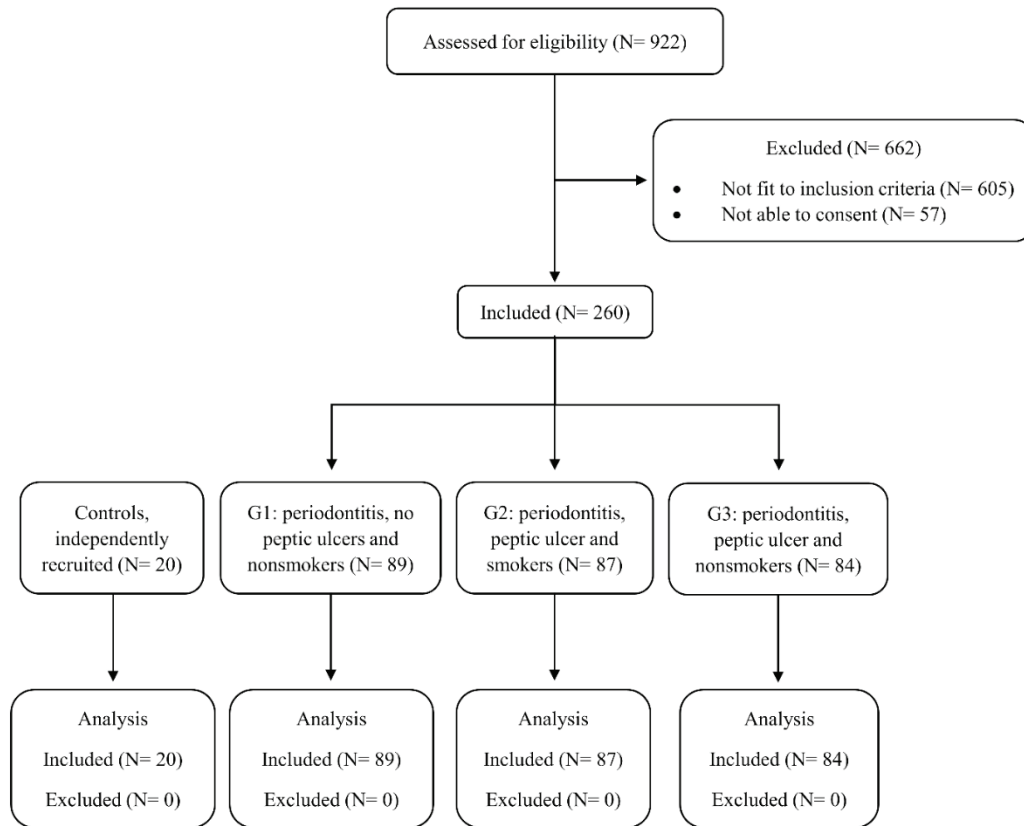 Assessed for eligibility (N= 922)
Excluded (N= 662)
• Not fit to inclusion criteria (N= 605)
• Not able to consent (N= 57)
Included (N= 260)
Controls,
independently
recruited (N= 20)
G1: periodontitis, no
peptic ulcers and
nonsmokers (N= 89)
G2: periodontitis,
peptic ulcer and
smokers (N= 87)
G3: periodontitis,
peptic ulcer and
nonsmokers (N= 84)
Analysis
Included (N= 20)
Excluded (N= 0)
Analysis
Included (N= 89)
Excluded (N= 0)
Analysis
Included (N= 87)
Excluded (N= 0)
Analysis
Included (N= 84)
Excluded (N= 0)